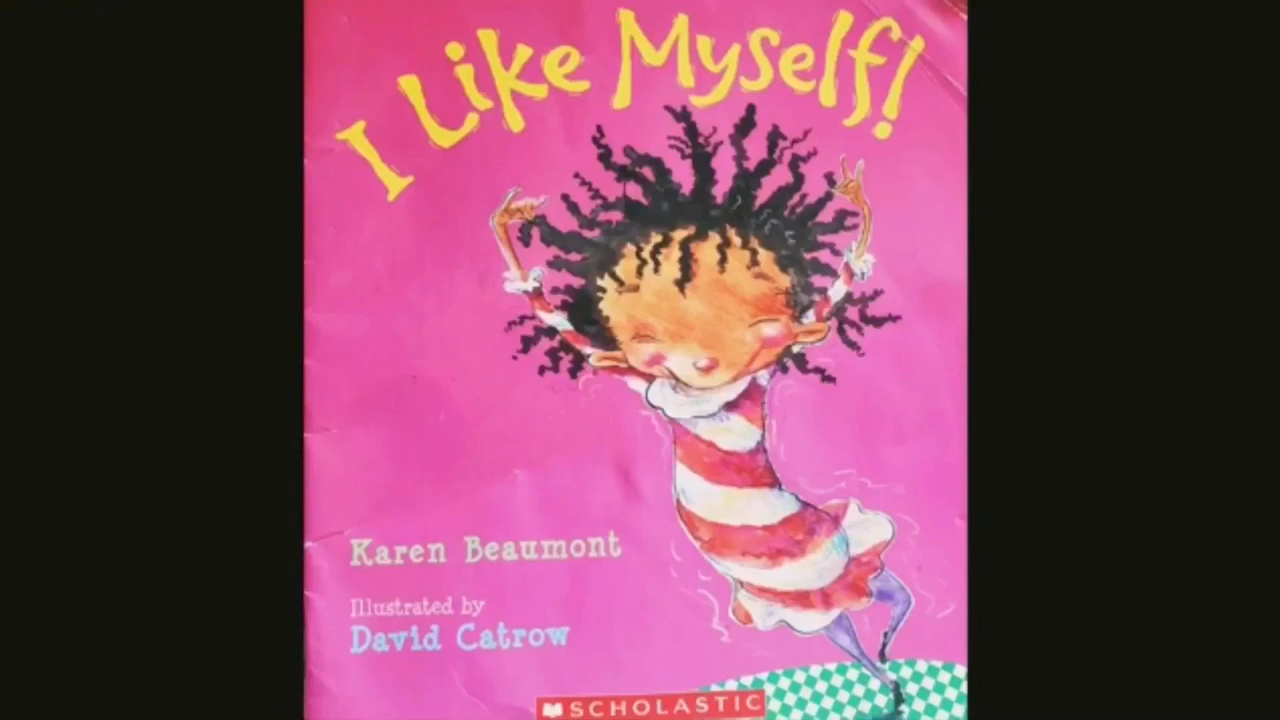 I Like Myself!
Karen Beaumont
Illustrated by
David Catrow
SCHOLASTIC